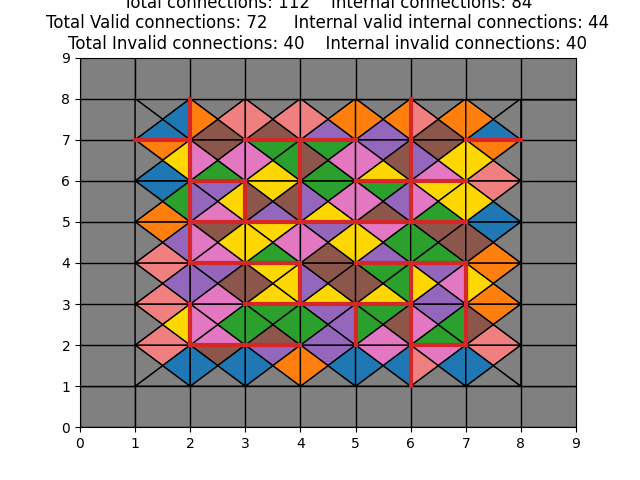 Total connections: 112    Internal connections: 84
Total Valid connections: 72    Internal valid internal connections: 44
Total Invalid connections: 40    Internal invalid connections: 40
9
8
7
6
5
4
3
2
1
0
0 1 2 3 4 5 6 7 8 9